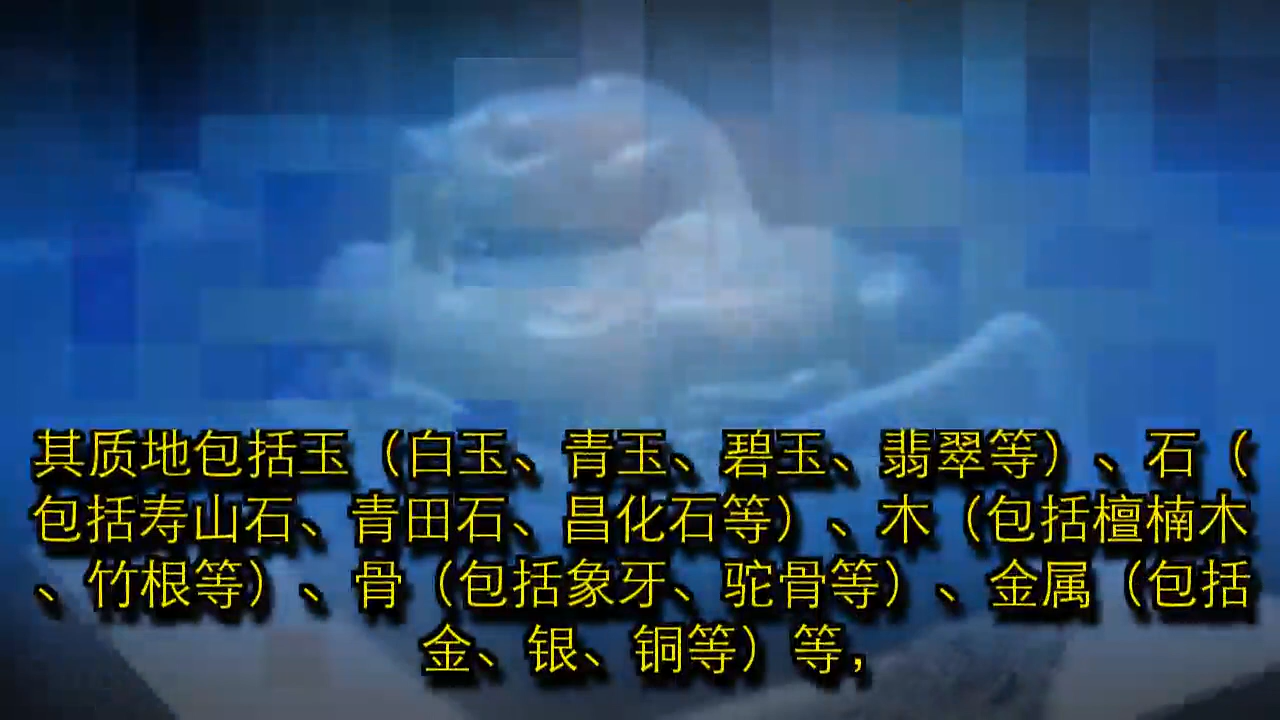 其质地包括玉（白玉、青玉、碧玉、翡翠等）、石（
包括寿山石、青田石、昌化石等）、木（包括檀楠木
、竹根等）、骨（包括象牙、驼骨等）、金属（包括
金、银、铜等）等，